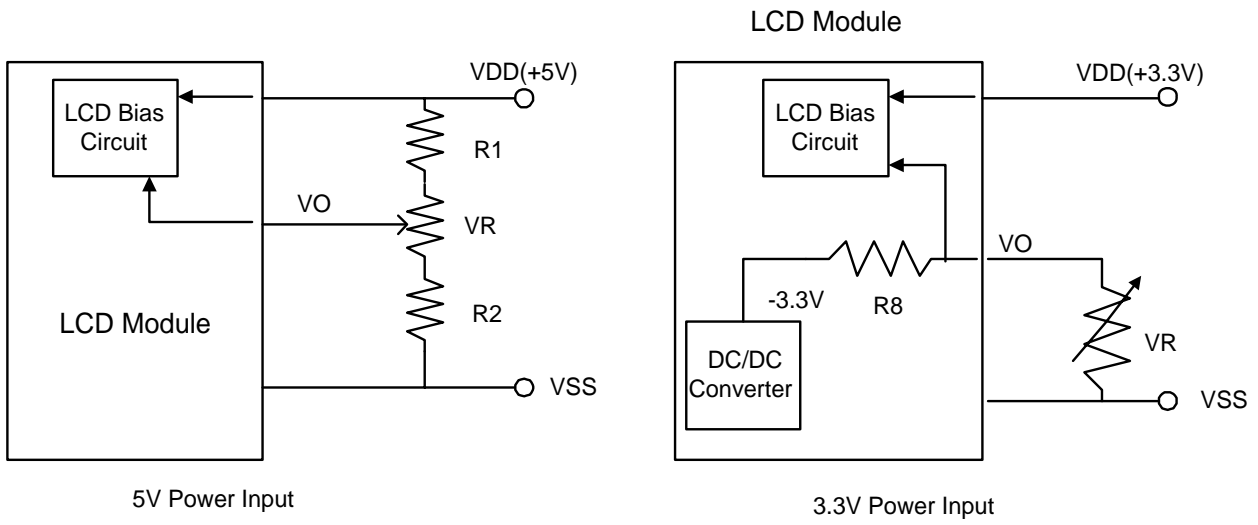 LCD Module
VDD(+5V)
LCD Bias
Circuit
R1
VO
VR
R2
LCD Module
VSS
5V Power Input
VDD(+3.3V)
LCD Bias
Circuit
VO
-3.3V
R8
VR
DC/DC
Converter
VSS
3.3V Power Input